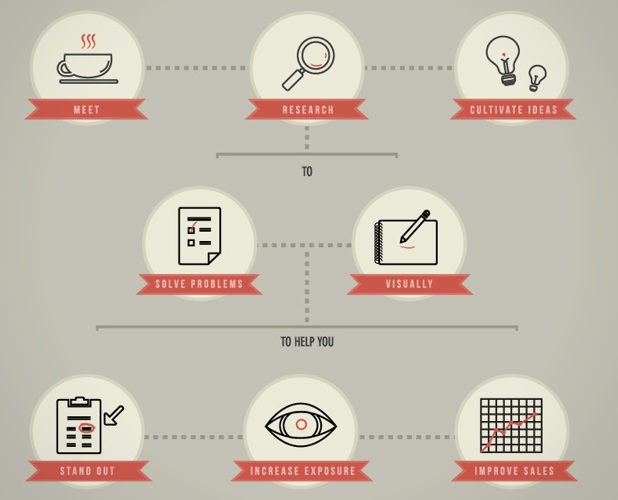 MEET
RESEARCH
CULTIVATE IDEAS
TO
SOLVE PROBLEMS
VISUALLY
TO HELP YOU
STAND OUT
INCREASE EXPOSURE
IMPROVE SALES